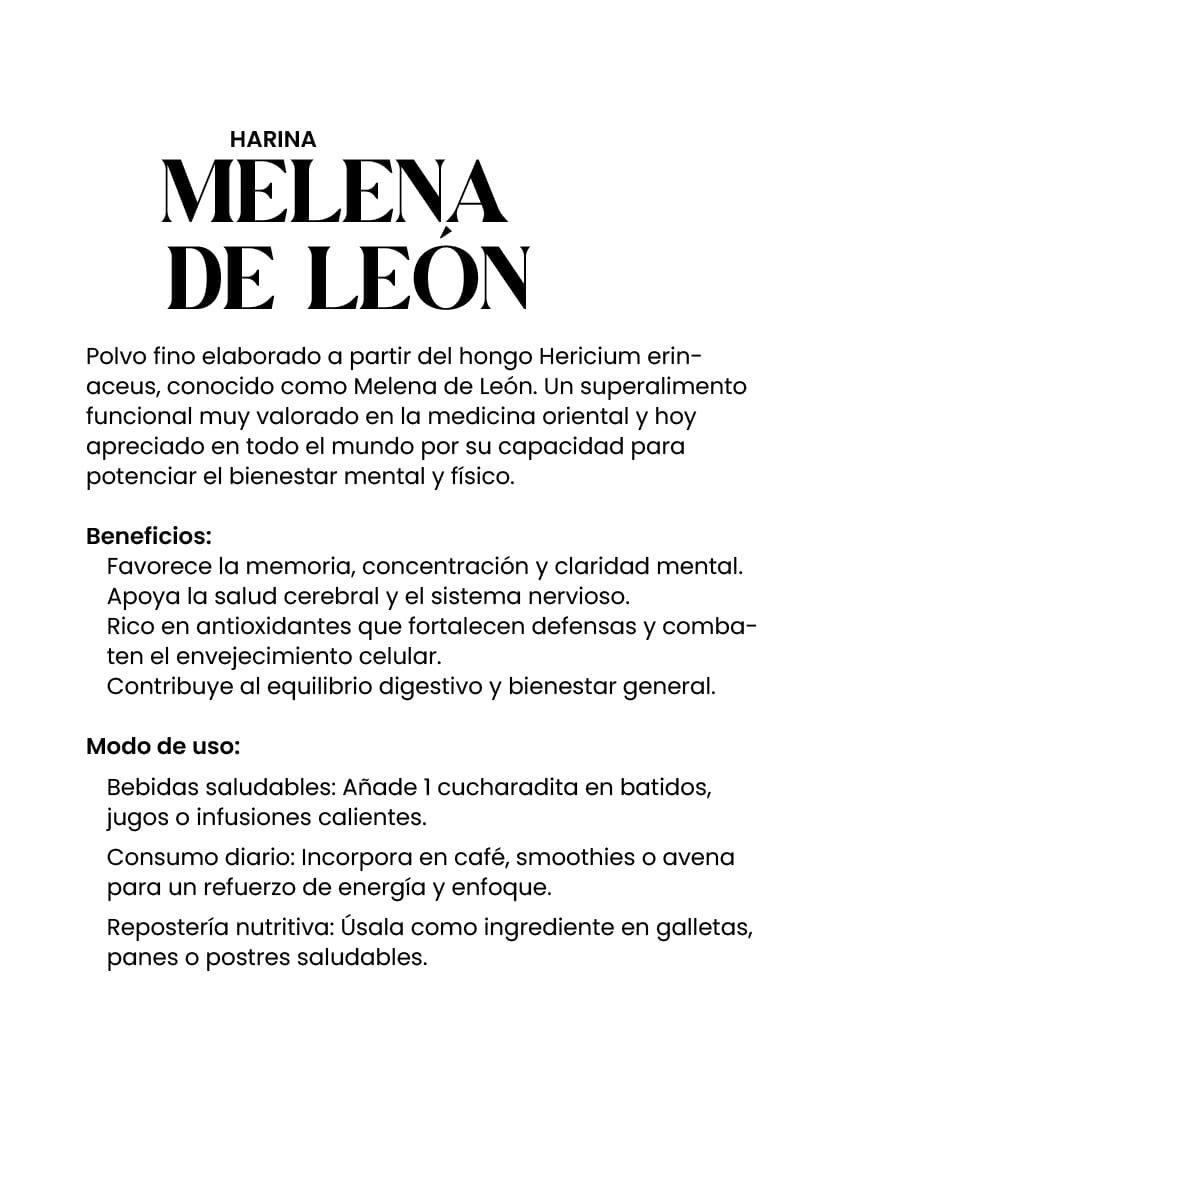 HARINA
MELENA
DE LEÓN
Polvo fino elaborado a partir del hongo Hericium erin-
aceus, conocido como Melena de León. Un superalimento
funcional muy valorado en la medicina oriental y hoy
apreciado en todo el mundo por su capacidad para
potenciar el bienestar mental y físico.
Beneficios:
Favorece la memoria, concentración y claridad mental.
Apoya la salud cerebral y el sistema nervioso.
Rico en antioxidantes que fortalecen defensas y comba-
ten el envejecimiento celular.
Contribuye al equilibrio digestivo y bienestar general.
Modo de uso:
Bebidas saludables: Añade 1 cucharadita en batidos,
jugos o infusiones calientes.
Consumo diario: Incorpora en café, smoothies o avena
para un refuerzo de energía y enfoque.
Repostería nutritiva: Úsala como ingrediente en galletas,
panes o postres saludables.